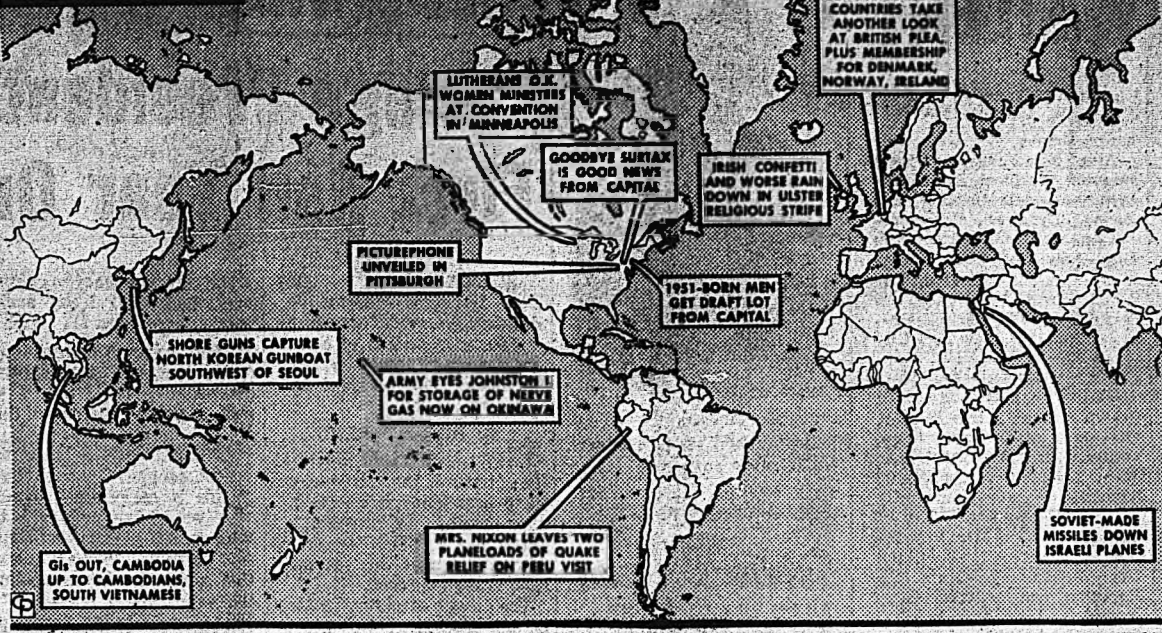 COUNTRIES TAKE
ANOTHER LOOK
AT BRITISH PLEA,
PLUS MEMBERSHIP
FOR DENMARK,
NORWAY, IRELAND
LUTHERANS O.K.
WOMEN MINISTERS
AT CONVENTION
IN MINNEAPOLIS
GOODBYE SURTAX
IS GOOD NEWS
FROM CAPITAL
IRISH CONFETTI
AND WORSE RAIN
DOWN IN ULSTER
RELIGIOUS STRIFE
PICTUREPHONE
UNVEILED IN
PITTSBURGH
1951-BORN MEN
GET DRAFT LOT
FROM CAPITAL
SHORE GUNS CAPTURE
NORTH KOREAN GUNBOAT
SOUTHWEST OF SEOUL
ARMY EYES JOHNSTON I.
FOR STORAGE OF NERVE
GAS NOW ON OKINAWA
MRS. NIXON LEAVES TWO
PLANELOADS OF QUAKE
RELIEF ON PERU VISIT
SOVIET-MADE
MISSILES DOWN
ISRAELI PLANES
GIs OUT, CAMBODIA
UP TO CAMBODIANS,
SOUTH VIETNAMESE
CP